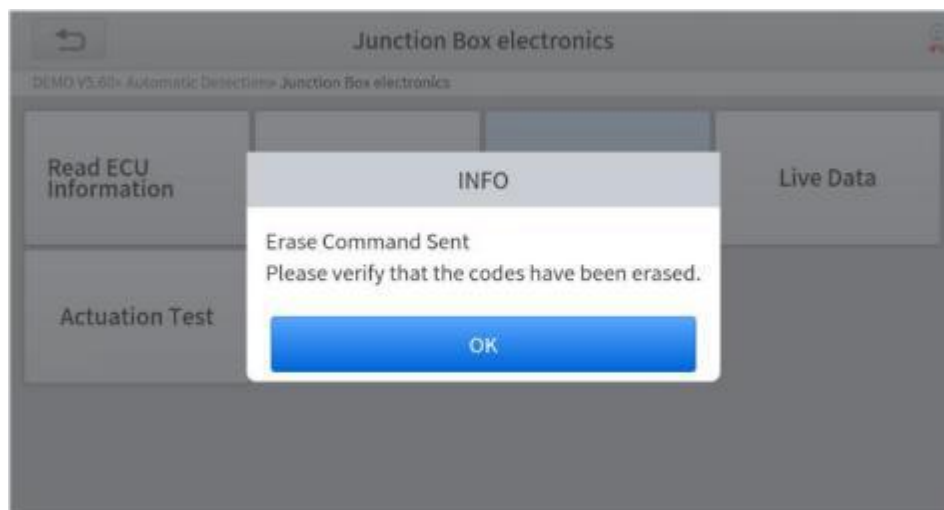 Junction Box electronics
DEMO V5.60> Automatic Detection> Junction Box electronics
Read ECU
Information
Live Data
INFO
Erase Command Sent
Please verify that the codes have been erased.
OK
Actuation Test